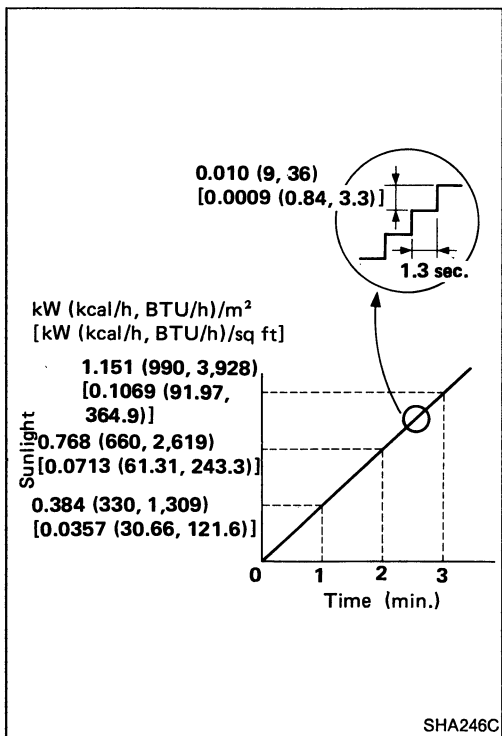 0.010 (9, 36)
[0.0009 (0.84, 3.3)]
1.3 sec.
kW (kcal/h, BTU/h)/m²
[kW (kcal/h, BTU/h)/sq ft]
1.151 (990, 3,928)
[0.1069 (91.97,
364.9)]
Sunlight
0.768 (660, 2,619)
[0.0713 (61.31, 243.3)]
0.384 (330, 1,309)
[0.0357 (30.66, 121.6)]
0 1 2 3
Time (min.)
SHA246C